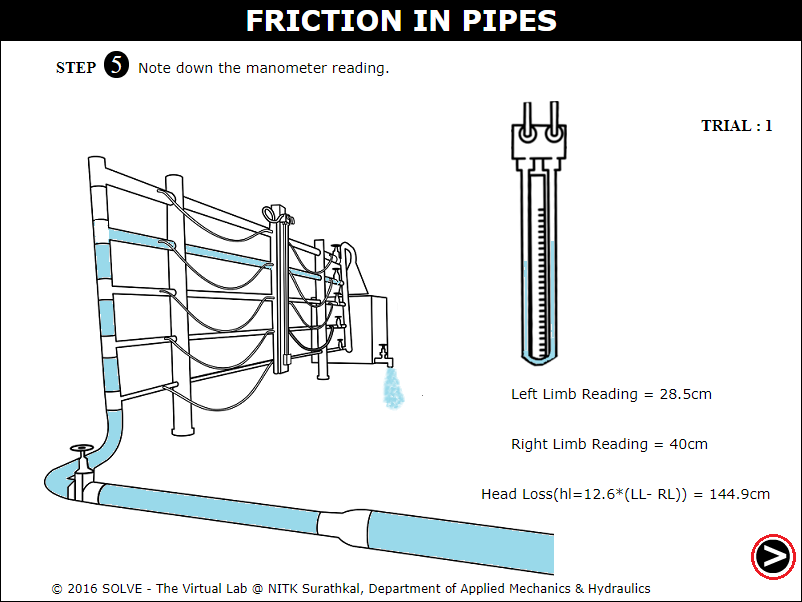 FRICTION IN PIPES
STEP 5 Note down the manometer reading.
TRIAL : 1
Left Limb Reading = 28.5cm
Right Limb Reading = 40cm
Head Loss(hl=12.6*(LL- RL)) = 144.9cm
>
© 2016 SOLVE - The Virtual Lab @ NITK Surathkal, Department of Applied Mechanics & Hydraulics